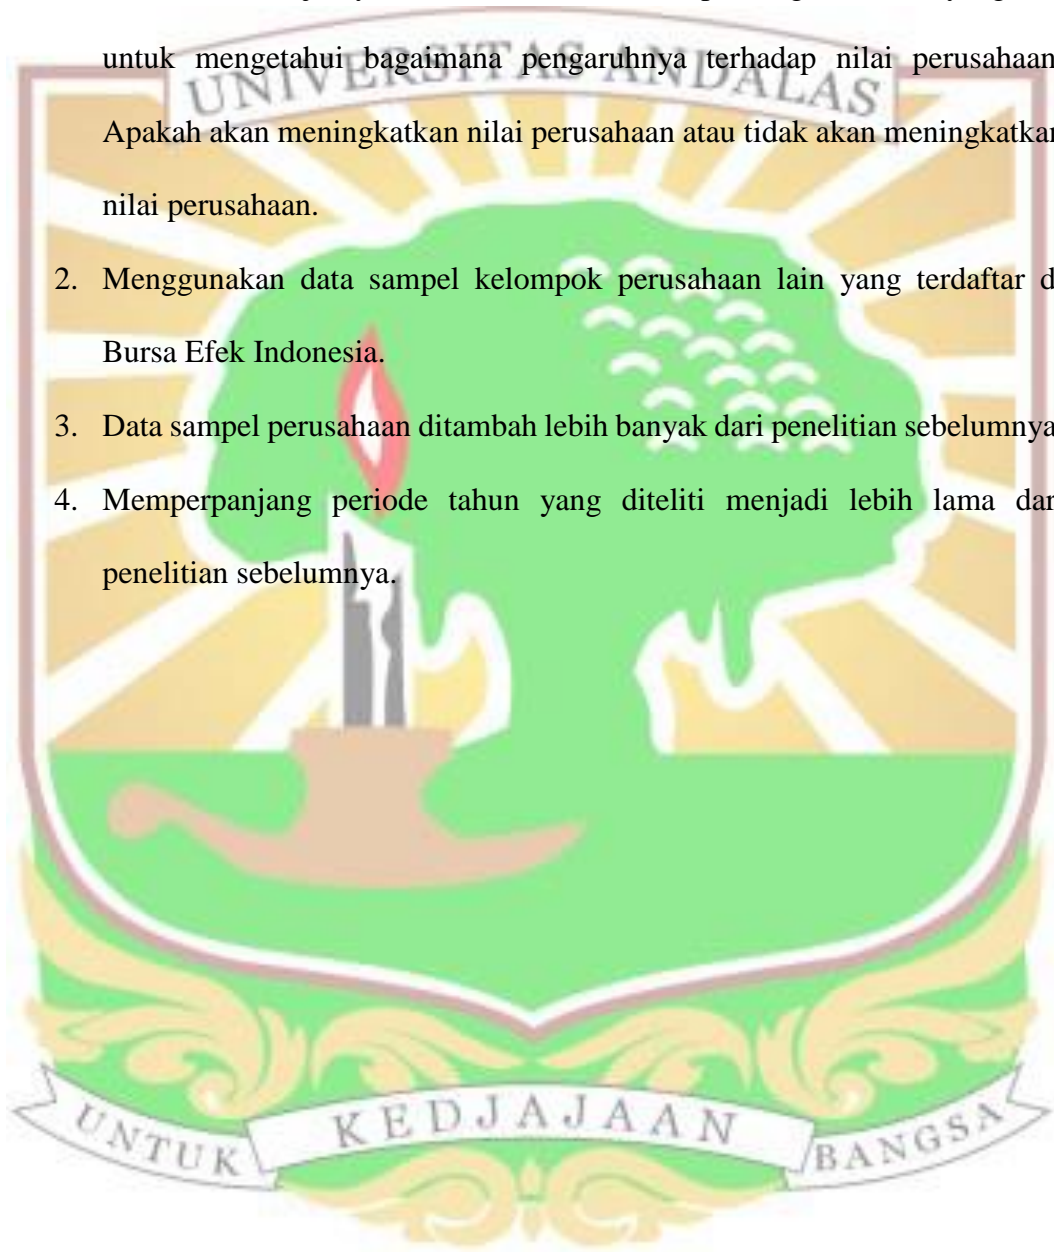 untuk mengetahui bagaimana pengaruhnya terhadap nilai perusahaan
UNIVERSITAS ANDALAS
Apakah akan meningkatkan nilai perusahaan atau tidak akan meningkatkan
nilai perusahaan.
2. Menggunakan data sampel kelompok perusahaan lain yang terdaftar d
Bursa Efek Indonesia.
3. Data sampel perusahaan ditambah lebih banyak dari penelitian sebelumnya
4. Memperpanjang periode tahun yang diteliti menjadi lebih lama dar
penelitian sebelumnya.
UNTUK KEDJAJAAN BANGSA